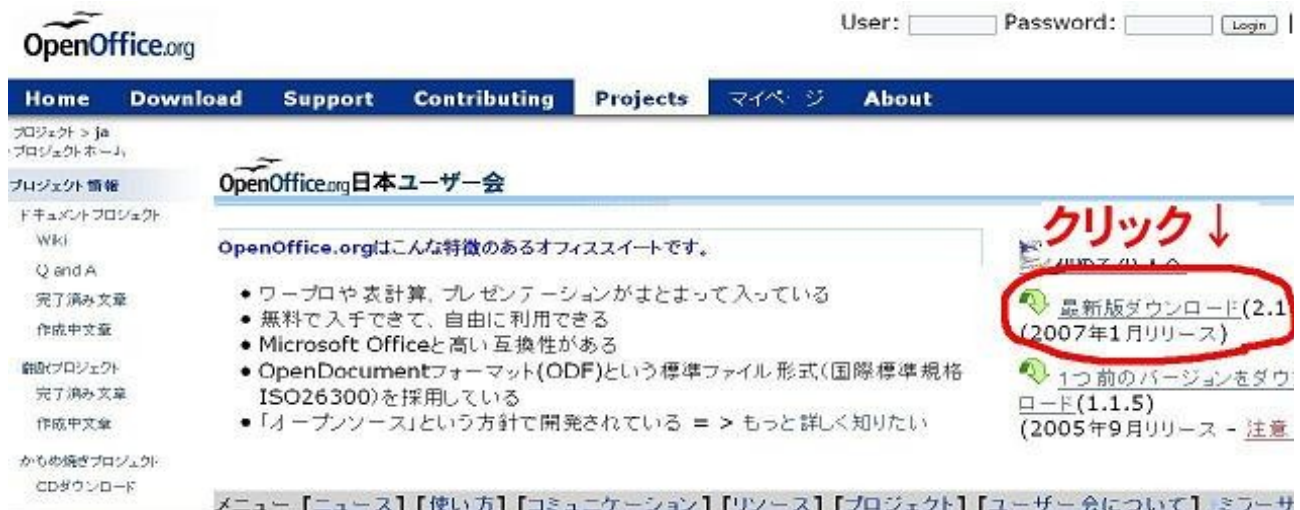 OpenOffice.org
User: Password: Login
Home Download Support Contributing Projects マイページ About
プロジェクト > ja
プロジェクトホーム
プロジェクト情報
ドキュメントプロジェクト
Wiki
Q and A
完了済み文章
作成中文章
翻訳プロジェクト
完了済み文章
作成中文章
かもめ焼きプロジェクト
CDダウンロード
OpenOffice.org日本ユーザー会
OpenOffice.orgはこんな特徴のあるオフィススイートです。
ワープロや表計算、プレゼンテーションがまとまって入っている
無料で入手できて、自由に利用できる
Microsoft Officeと高い互換性がある
OpenDocumentフォーマット(ODF)という標準ファイル形式(国際標準規格
ISO26300)を採用している
「オープンソース」という方針で開発されている = > もっと詳しく知りたい
クリック↓
最新版ダウンロード(2.1
(2007年1月リリース)
1つ前のバージョンをダウ
ロード(1.1.5)
(2005年9月リリース - 注意
メニュー 【ニュース】【使い方】【コミュニケーション】【リソース】【プロジェクト】【ユーザー会について】 ミラーサ